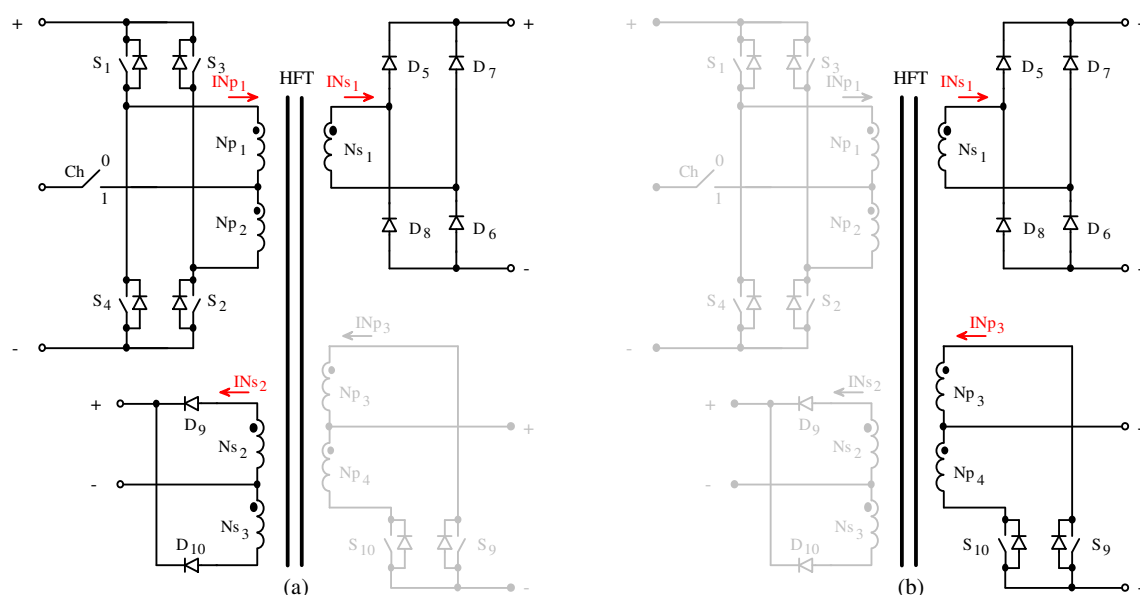 + +
S1 S3 D5 D7
INp1 HFT INs1
Np1 Ns1
Ch 0
1
Np2 D8 D6
S4 S2
- -
INp3
INs2
+ D9 Np3
Ns2 +
- Np4
Ns3
D10 S10 S9
-
(a)
+
S1 S3 D5 D7
INp1 HFT INs1
Np1 Ns1
Ch 0
1
Np2 D8 D6
S4 S2
-
INp3
INs2
+ D9 Np3
Ns2
- Np4
Ns3
D10 S10 S9
(b)